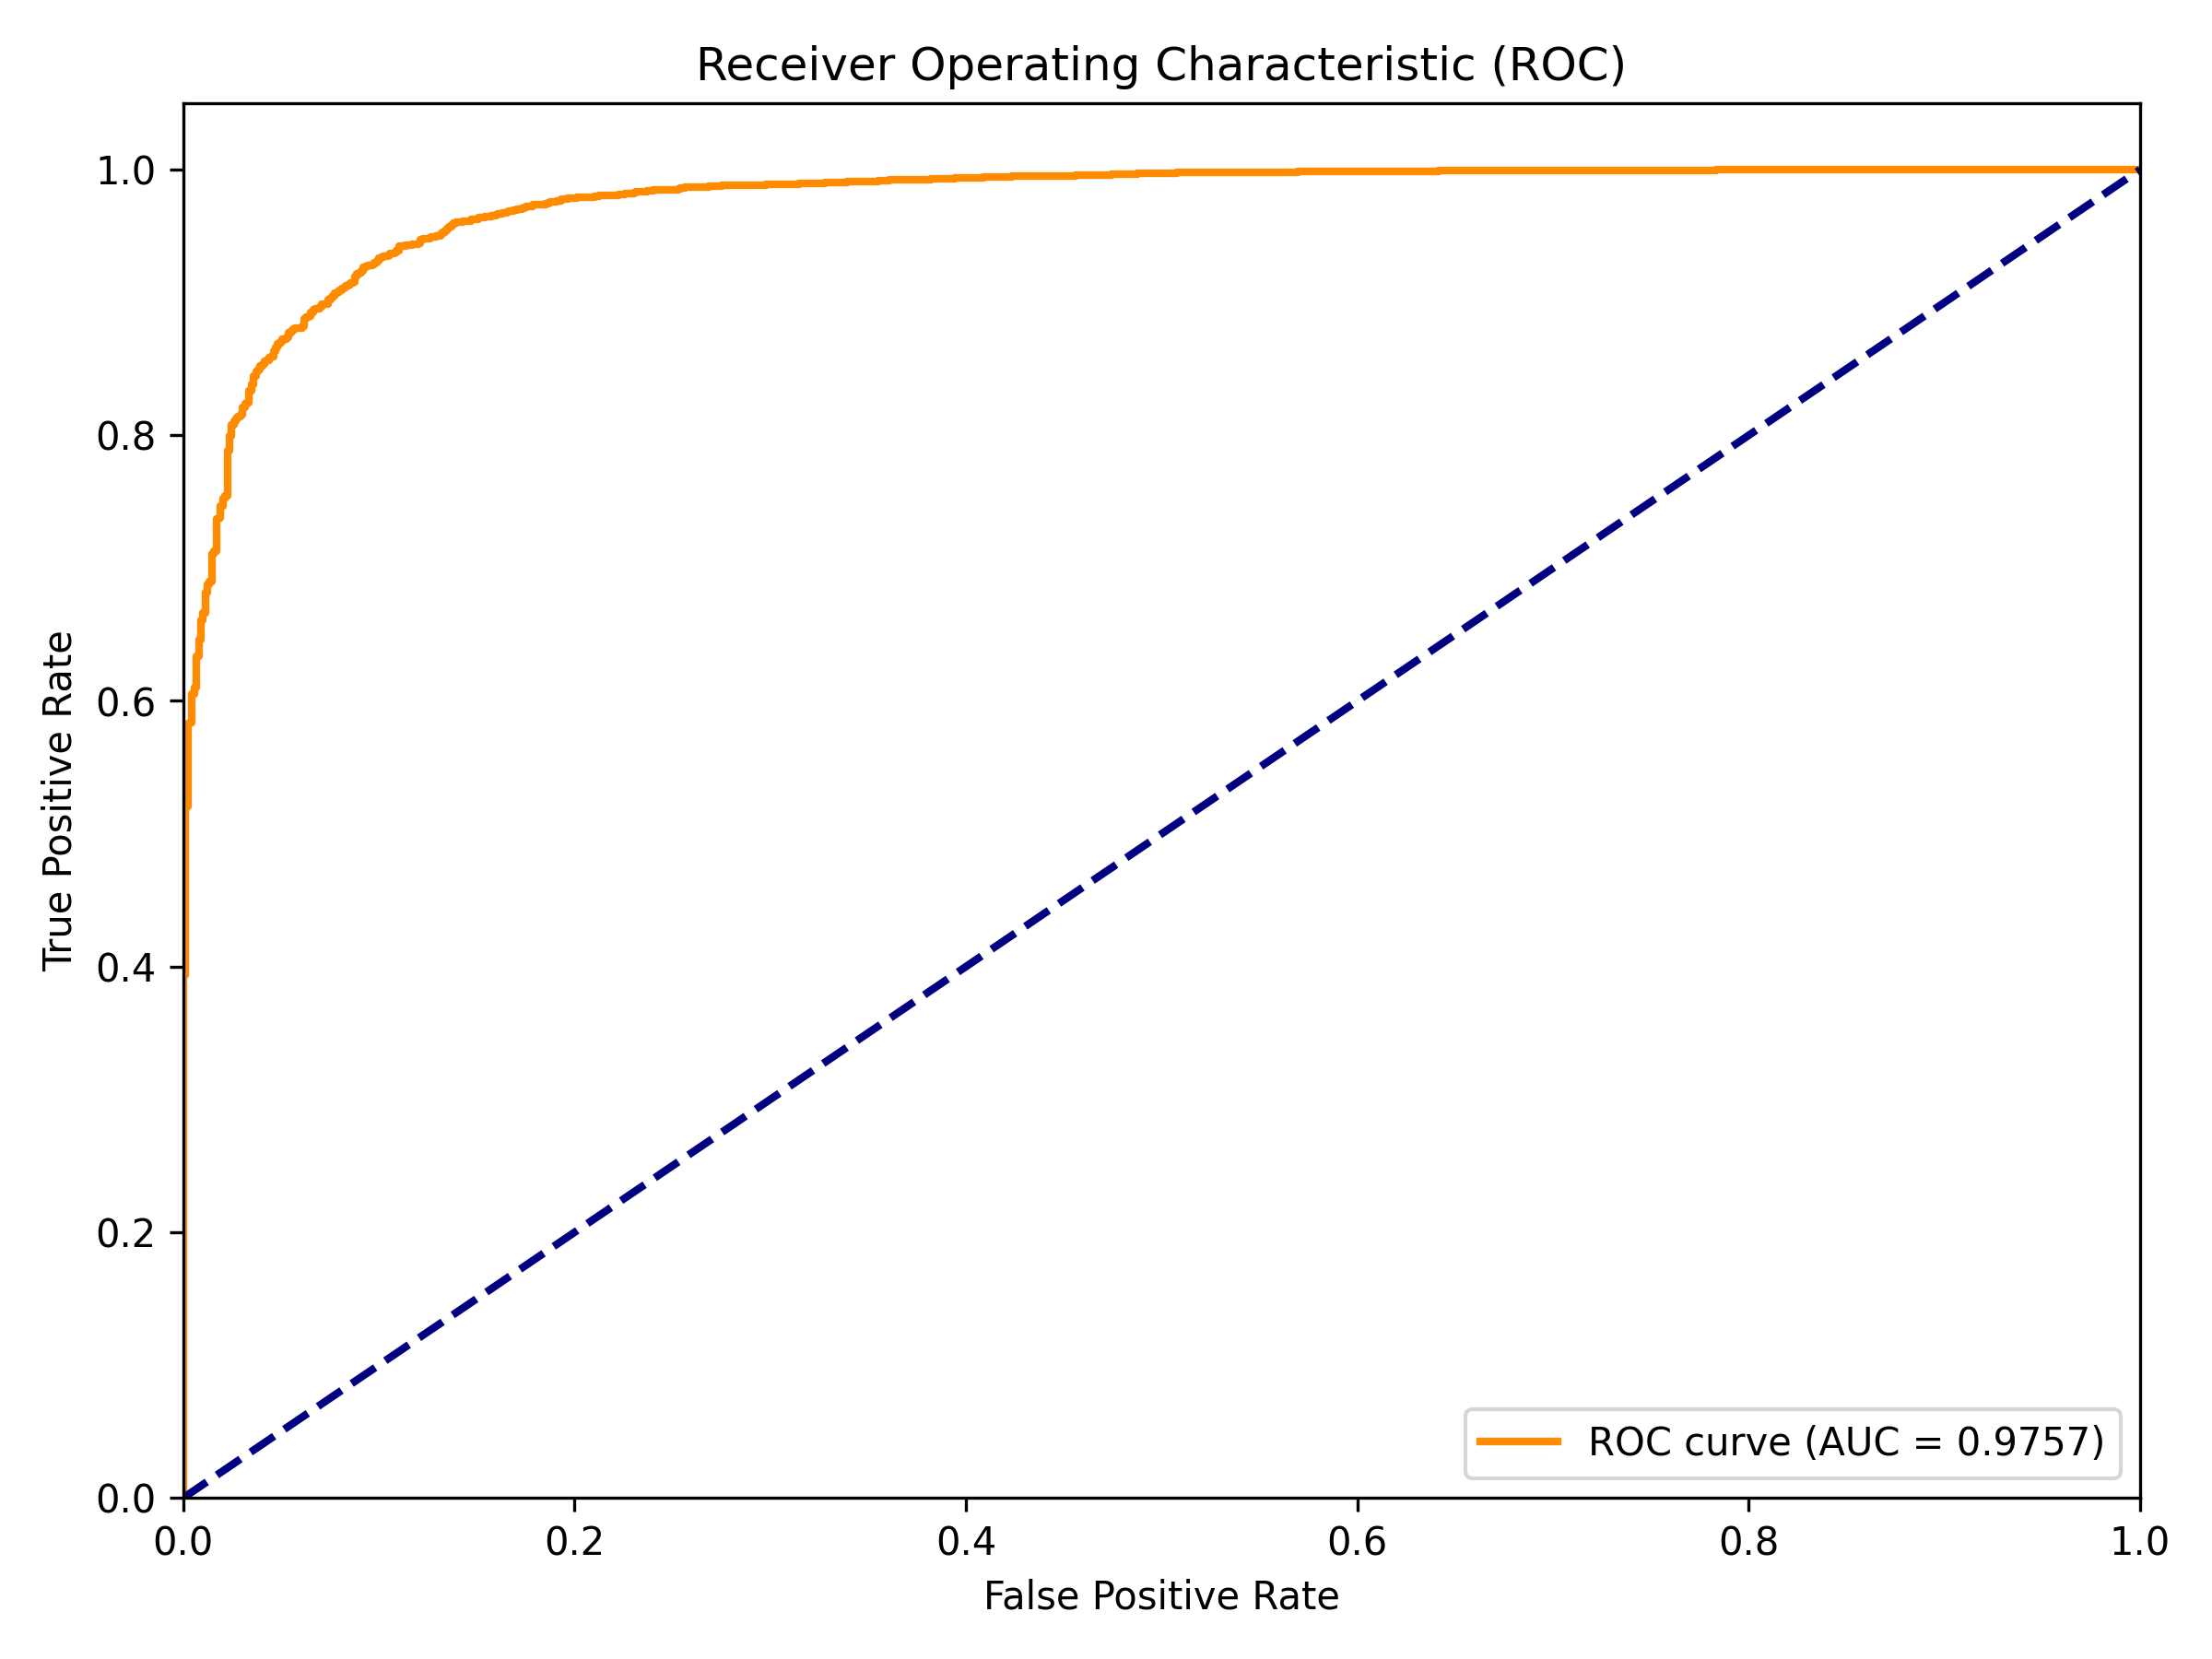 Receiver Operating Characteristic (ROC)
True Positive Rate
1.0
0.8
0.6
0.4
0.2
0.0
0.0 0.2 0.4 0.6 0.8 1.0
False Positive Rate
ROC curve (AUC = 0.9757)